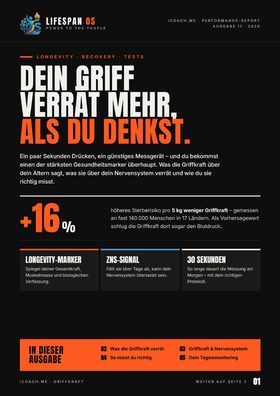 LIFESPAN OS
POWER TO THE PEOPLE
ICOACH.ME · PERFORMANCE-REPORT
AUSGABE 11 · 2026
LONGEVITY · RECOVERY · TESTS
DEIN GRIFF
VERRÄT MEHR,
ALS DU DENKST.
Ein paar Sekunden Drücken, ein günstiges Messgerät – und du bekommst
einen der stärksten Gesundheitsmarker überhaupt. Was die Griffkraft über
dein Altern sagt, was sie über dein Nervensystem verrät und wie du sie
richtig misst.
+16%
höheres Sterberisiko pro 5 kg weniger Griffkraft – gemessen
an fast 140.000 Menschen in 17 Ländern. Als Vorhersagewert
schlug die Griffkraft dort sogar den Blutdruck.
LONGEVITY-MARKER
Spiegel deiner Gesamtkraft,
Muskelmasse und biologischen
Verfassung.
ZNS-SIGNAL
Fällt sie über Tage ab, kann dein
Nervensystem überlastet sein.
30 SEKUNDEN
So lange dauert die Messung am
Morgen – mit dem richtigen
Protokoll.
IN DIESER
AUSGABE
02 Was die Griffkraft verrät
03 Griffkraft & Nervensystem
04 So misst du richtig
05 Dein Tagesmonitoring
ICOACH.ME · GRIFFKRAFT
WEITER AUF SEITE 2
01